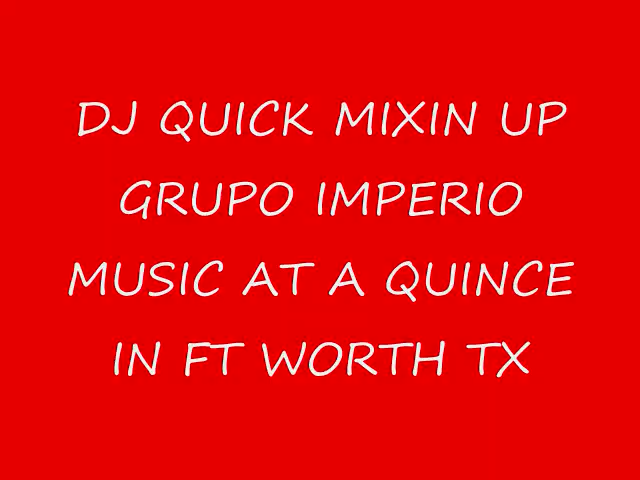 DJ QUICK MIXIN UP
GRUPO IMPERIO
MUSIC AT A QUINCE
IN FT WORTH TX